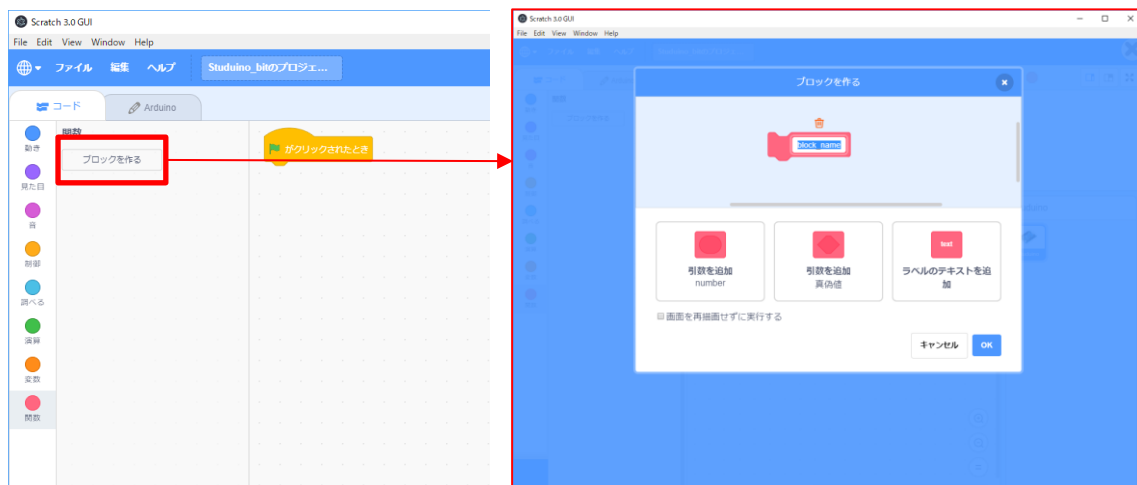 Scratch 3.0 GUI
File Edit View Window Help
ファイル 編集 ヘルプ Studuino_bitのプロジェ...
コード Arduino
関数
ブロックを作る
がクリックされたとき
動き
見た目
音
制御
調べる
演算
変数
関数
Scratch 3.0 GUI
File Edit View Window Help
ブロックを作る
block_name
text
引数を追加
number
引数を追加
真偽値
ラベルのテキストを追
加
画面を再描画せずに実行する
キャンセル OK